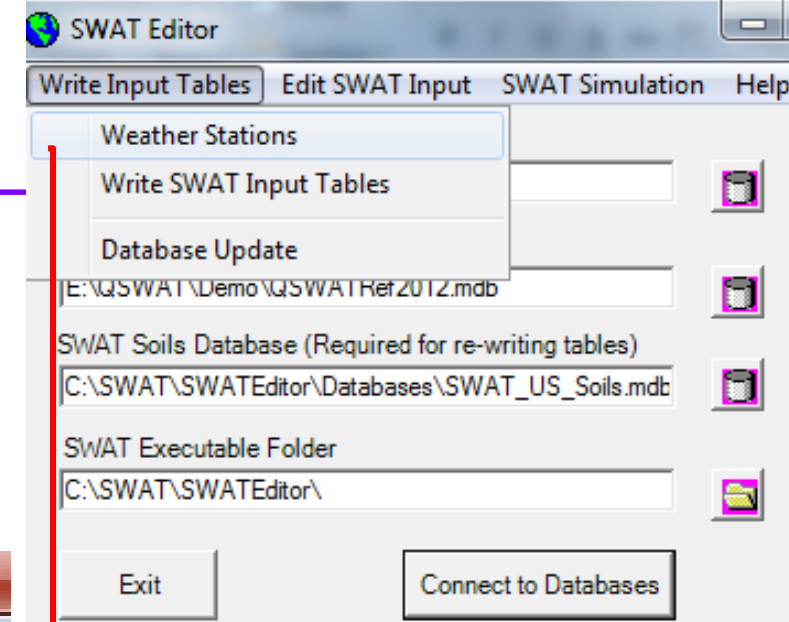 SWAT Editor
Write Input Tables Edit SWAT Input SWAT Simulation Help
Weather Stations
Write SWAT Input Tables
Database Update
E:\QSWAT\Demo\QSWATRef2012.mdb
SWAT Soils Database (Required for re-writing tables)
C:\SWAT\SWATEditor\Databases\SWAT_US_Soils.mdb
SWAT Executable Folder
C:\SWAT\SWATEditor\
Exit Connect to Databases